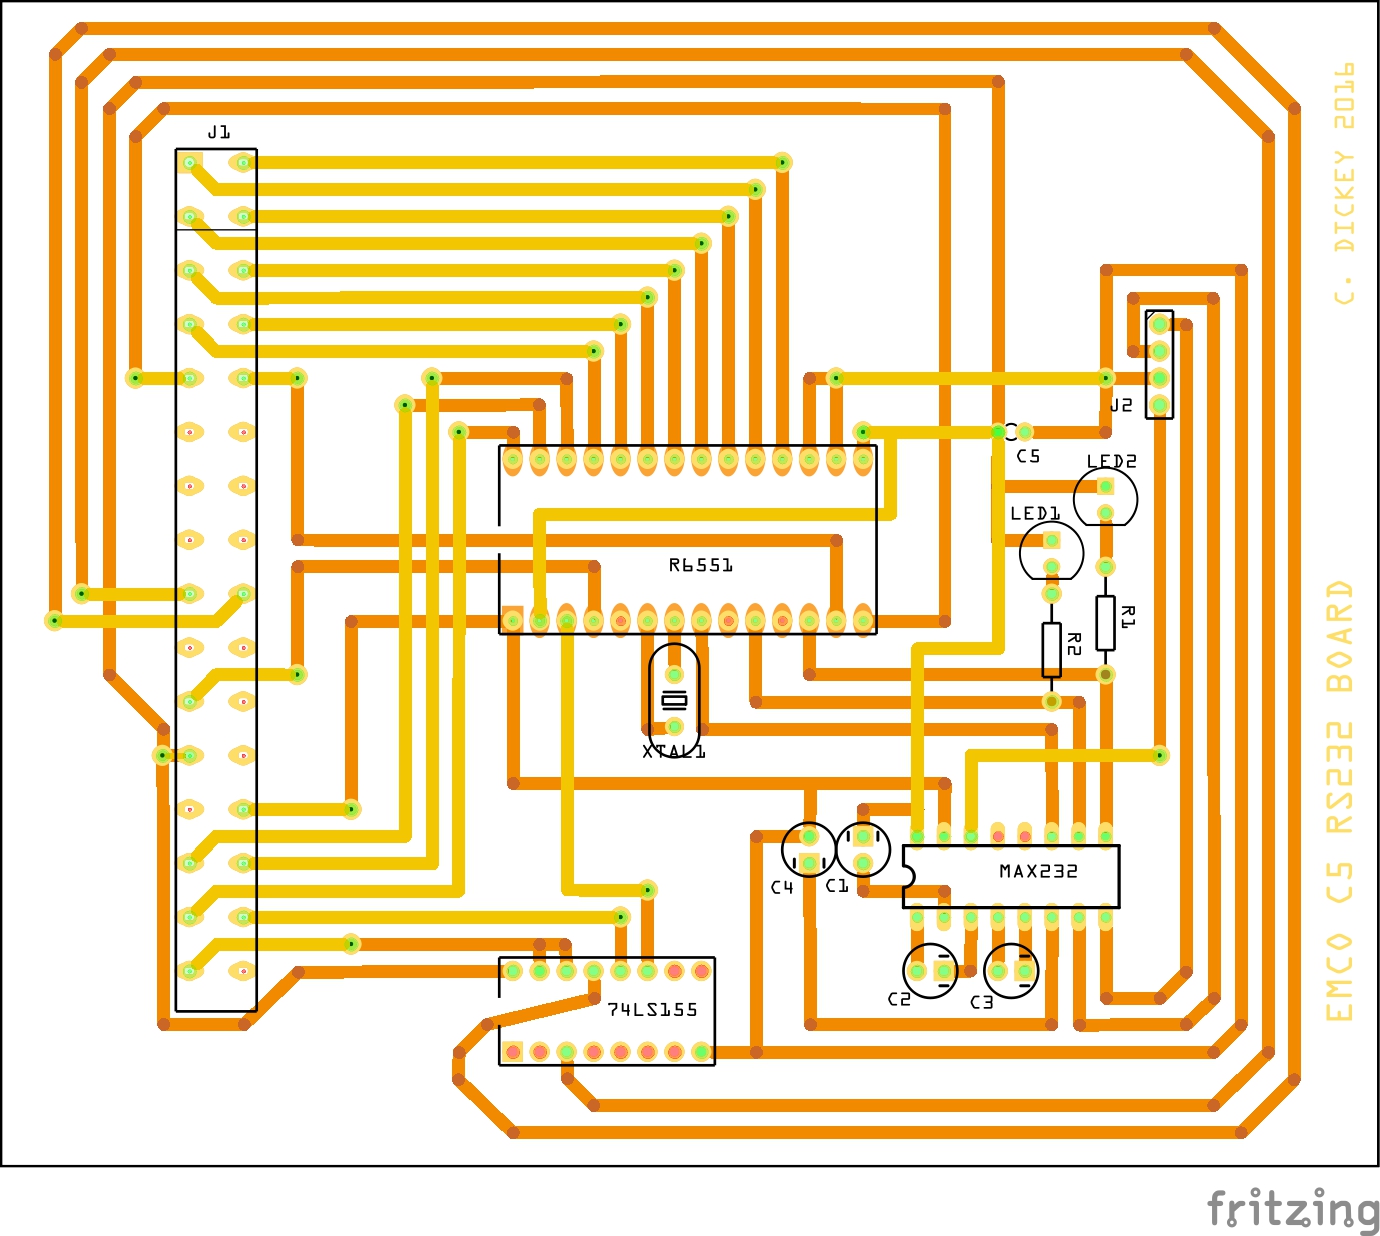 J1
C. DICKEY 2016
J2
C5
LED2
LED1
R6551
R1
R2
XTAL1
EMCO C5 RS232 BOARD
MAX232
C4
C1
C2
C3
74LS155
fritzing